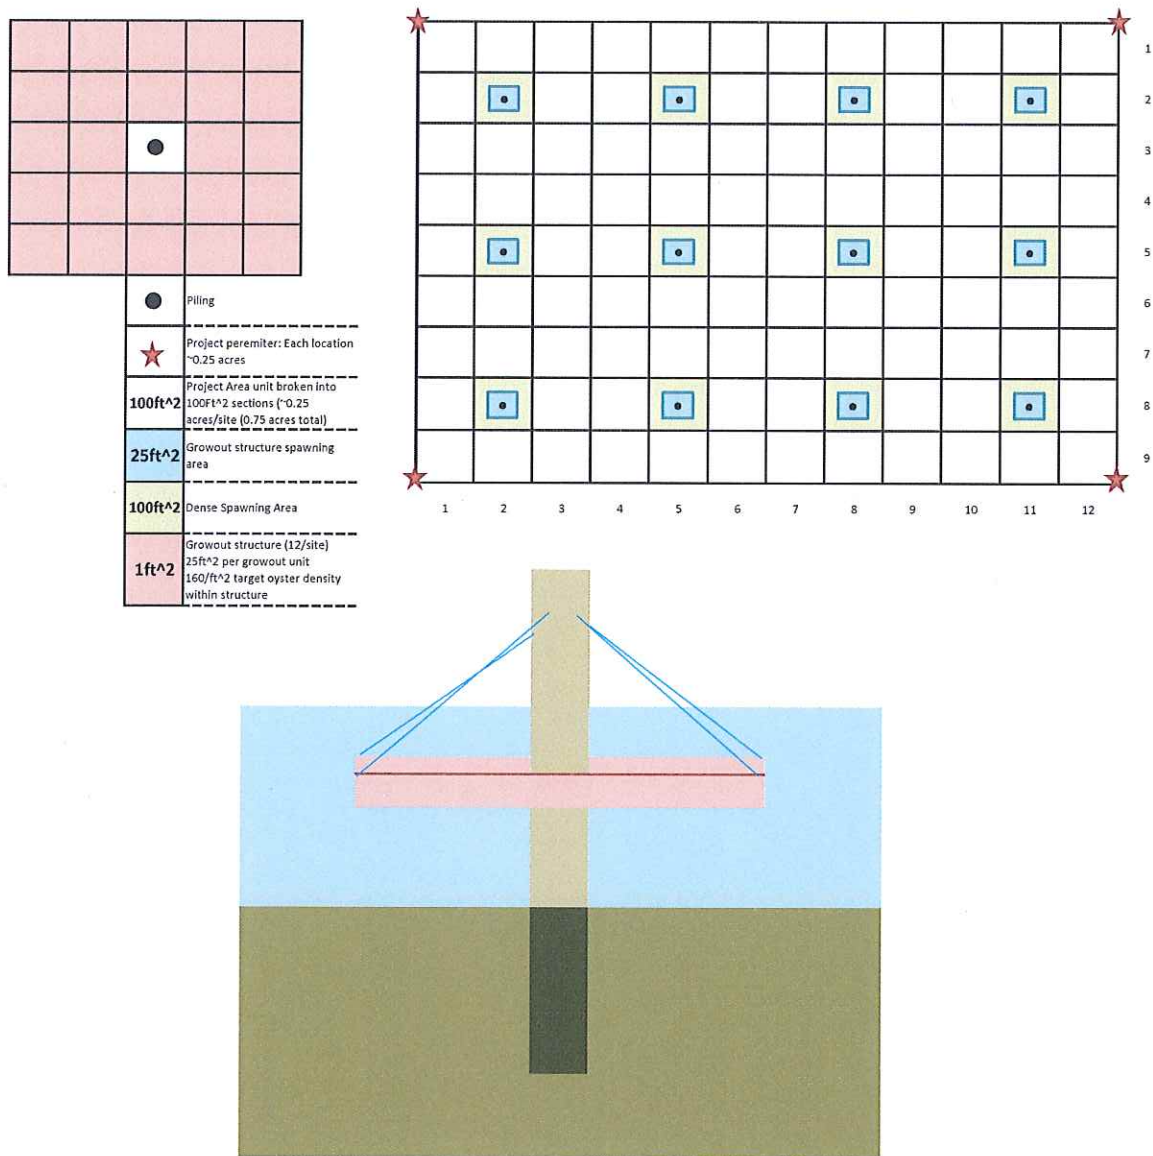 1
2
3
4
5
6
7
8
9
1 2 3 4 5 6 7 8 9 10 11 12
Piling
Project peremiter: Each location
~0.25 acres
100ft^2
Project Area unit broken into
100Ft^2 sections (~0.25
acres/site (0.75 acres total)
25ft^2
Growout structure spawning
area
100ft^2
Dense Spawning Area
1ft^2
Growout structure (12/site)
25ft^2 per growout unit
160/ft^2 target oyster density
within structure